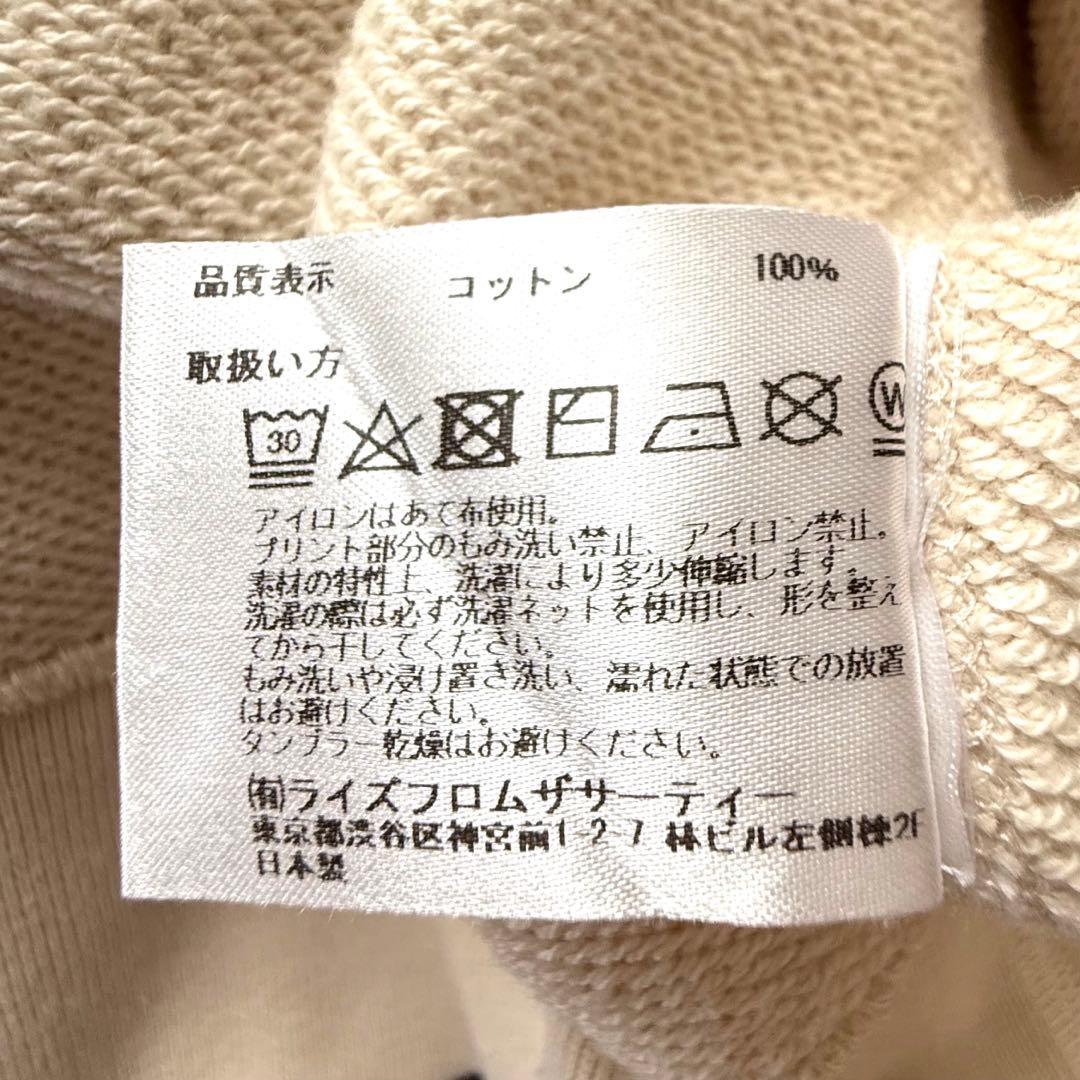 品質表示 コットン 100%
取扱い方
30 W
アイロンはあて布使用。
プリント部分のもみ洗い禁止、アイロン禁止。
素材の特性上、洗濯により多少伸縮します。
洗濯の際は必ず洗濯ネットを使用し、形を整え
てから干してください。
もみ洗いや浸け置き洗い、濡れた状態での放置
はお避けください。
タンブラー乾燥はお避けください。
㈲ライズフロムザサーティー
東京都渋谷区神宮前1-2-7 林ビル左側棟2F
日本製